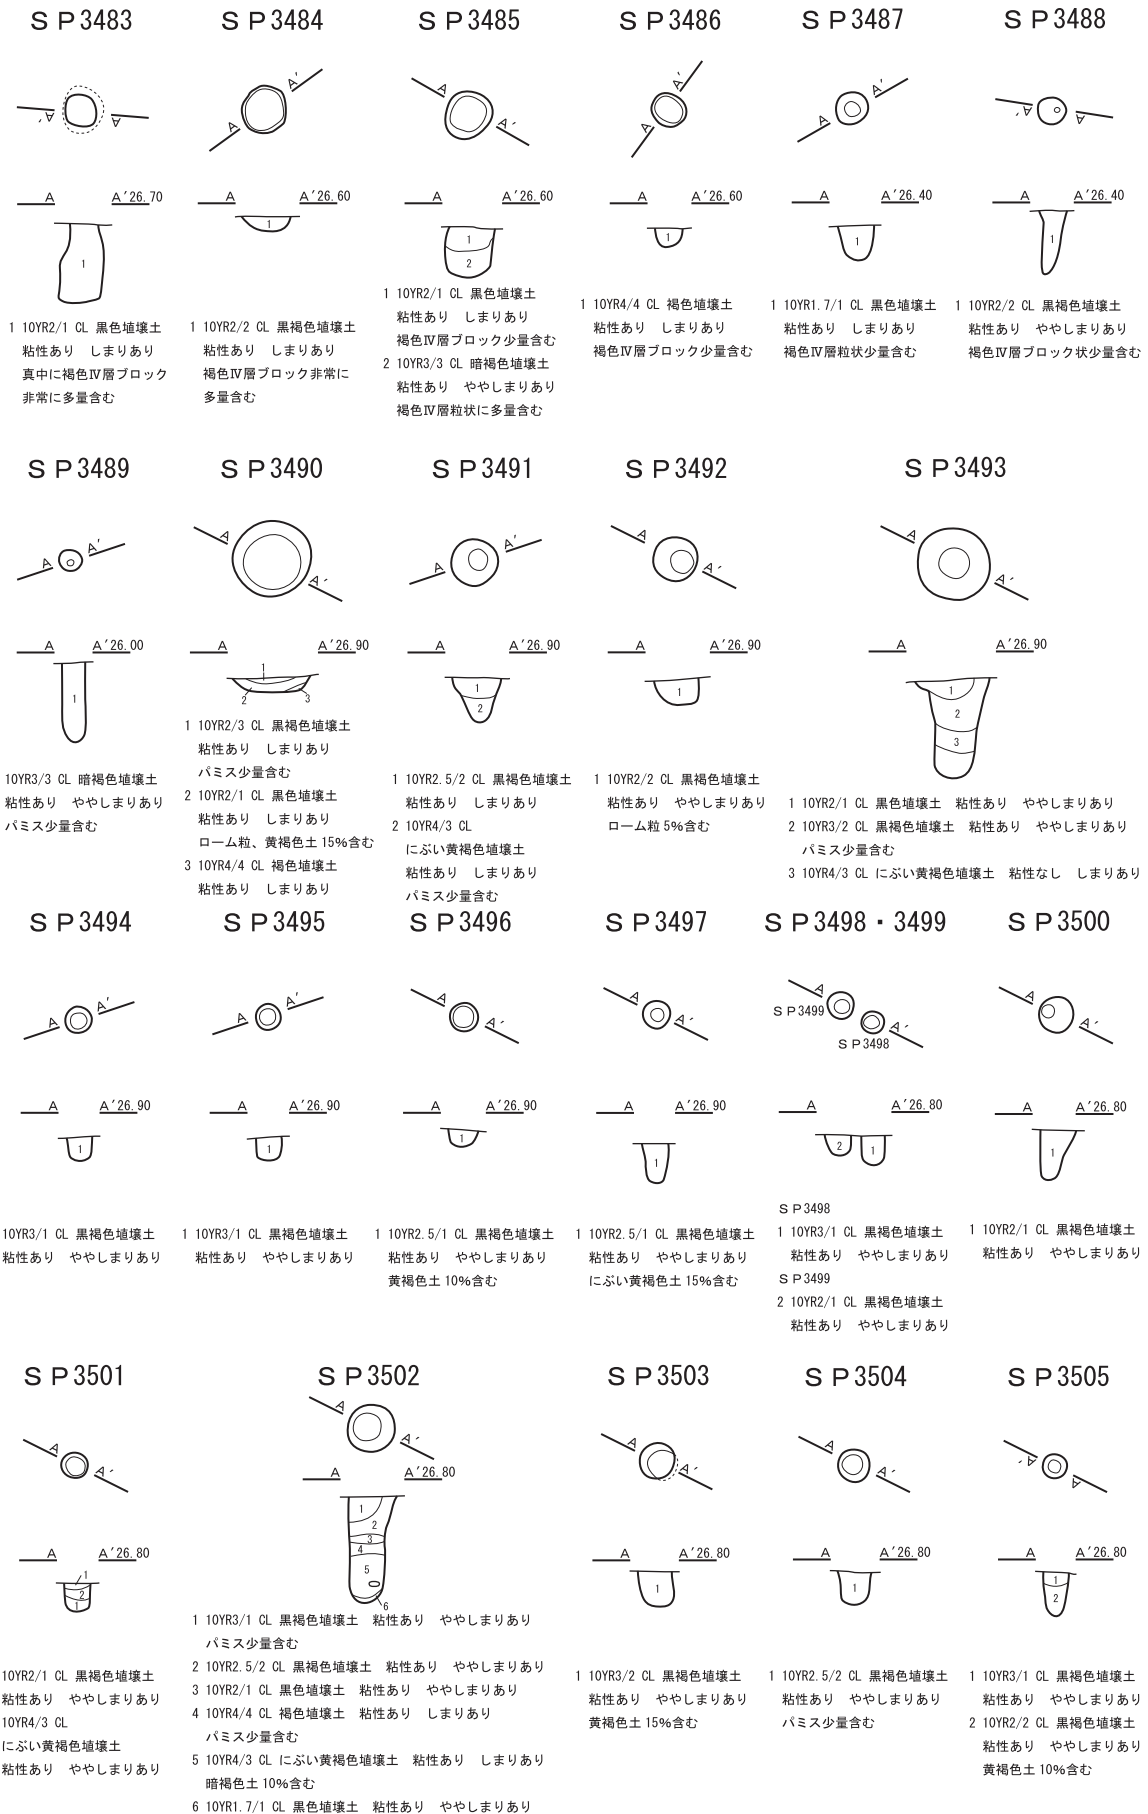 ＳＰ3483
A′ A
A A′26.70
1
1 10YR2/1 CL 黒色埴壌土
粘性あり　しまりあり
真中に褐色Ⅳ層ブロック
非常に多量含む
ＳＰ3484
A A′
A A′26.60
1
1 10YR2/2 CL 黒褐色埴壌土
粘性あり　しまりあり
褐色Ⅳ層ブロック非常に
多量含む
ＳＰ3485
A A′
A A′26.60
1
2
1 10YR2/1 CL 黒色埴壌土
粘性あり　しまりあり
褐色Ⅳ層ブロック少量含む
2 10YR3/3 CL 暗褐色埴壌土
粘性あり　ややしまりあり
褐色Ⅳ層粒状に多量含む
ＳＰ3486
A A′
A A′26.60
1
1 10YR4/4 CL 褐色埴壌土
粘性あり　しまりあり
褐色Ⅳ層ブロック少量含む
ＳＰ3487
A A′
A A′26.40
1
1 10YR1.7/1 CL 黒色埴壌土
粘性あり　しまりあり
褐色Ⅳ層粒状少量含む
ＳＰ3488
A′ A
A A′26.40
1
1 10YR2/2 CL 黒褐色埴壌土
粘性あり　ややしまりあり
褐色Ⅳ層ブロック状少量含む
ＳＰ3489
A A′
A A′26.00
1
10YR3/3 CL 暗褐色埴壌土
粘性あり　ややしまりあり
パミス少量含む
ＳＰ3490
A A′
A A′26.90
1
2 3
1 10YR2/3 CL 黒褐色埴壌土
粘性あり　しまりあり
パミス少量含む
2 10YR2/1 CL 黒色埴壌土
粘性あり　しまりあり
ローム粒、黄褐色土15%含む
3 10YR4/4 CL 褐色埴壌土
粘性あり　しまりあり
ＳＰ3491
A A′
A A′26.90
1
2
1 10YR2.5/2 CL 黒褐色埴壌土
粘性あり　しまりあり
2 10YR4/3 CL
にぶい黄褐色埴壌土
粘性あり　しまりあり
パミス少量含む
ＳＰ3492
A A′
A A′26.90
1
1 10YR2/2 CL 黒褐色埴壌土
粘性あり　ややしまりあり
ローム粒5%含む
ＳＰ3493
A A′
A A′26.90
1
2
3
1 10YR2/1 CL 黒色埴壌土　粘性あり　ややしまりあり
2 10YR3/2 CL 黒褐色埴壌土　粘性あり　ややしまりあり
パミス少量含む
3 10YR4/3 CL にぶい黄褐色埴壌土　粘性なし　しまりあり
ＳＰ3494
A A′
A A′26.90
1
10YR3/1 CL 黒褐色埴壌土
粘性あり　ややしまりあり
ＳＰ3495
A A′
A A′26.90
1
1 10YR3/1 CL 黒褐色埴壌土
粘性あり　ややしまりあり
ＳＰ3496
A A′
A A′26.90
1
1 10YR2.5/1 CL 黒褐色埴壌土
粘性あり　ややしまりあり
黄褐色土10%含む
ＳＰ3497
A A′
A A′26.90
1
1 10YR2.5/1 CL 黒褐色埴壌土
粘性あり　ややしまりあり
にぶい黄褐色土15%含む
ＳＰ3498・3499
A A′
ＳＰ3499
ＳＰ3498
A A′26.80
2 1
ＳＰ3498
1 10YR3/1 CL 黒褐色埴壌土
粘性あり　ややしまりあり
ＳＰ3499
2 10YR2/1 CL 黒褐色埴壌土
粘性あり　ややしまりあり
ＳＰ3500
A A′
A A′26.80
1
1 10YR2/1 CL 黒褐色埴壌土
粘性あり　ややしまりあり
ＳＰ3501
A A′
A A′26.80
1
2
1
10YR2/1 CL 黒褐色埴壌土
粘性あり　ややしまりあり
10YR4/3 CL
にぶい黄褐色埴壌土
粘性あり　ややしまりあり
ＳＰ3502
A A′
A A′26.80
1
2
3
4
5
6
1 10YR3/1 CL 黒褐色埴壌土　粘性あり　ややしまりあり
パミス少量含む
2 10YR2.5/2 CL 黒褐色埴壌土　粘性あり　ややしまりあり
3 10YR2/1 CL 黒色埴壌土　粘性あり　ややしまりあり
4 10YR4/4 CL 褐色埴壌土　粘性あり　しまりあり
パミス少量含む
5 10YR4/3 CL にぶい黄褐色埴壌土　粘性あり　しまりあり
暗褐色土10%含む
6 10YR1.7/1 CL 黒色埴壌土　粘性あり　ややしまりあり
ＳＰ3503
A A′
A A′26.80
1
1 10YR3/2 CL 黒褐色埴壌土
粘性あり　ややしまりあり
黄褐色土15%含む
ＳＰ3504
A A′
A A′26.80
1
1 10YR2.5/2 CL 黒褐色埴壌土
粘性あり　ややしまりあり
パミス少量含む
ＳＰ3505
A′ A
A A′26.80
1
2
1 10YR3/1 CL 黒褐色埴壌土
粘性あり　ややしまりあり
2 10YR2/2 CL 黒褐色埴壌土
粘性あり　ややしまりあり
黄褐色土10%含む